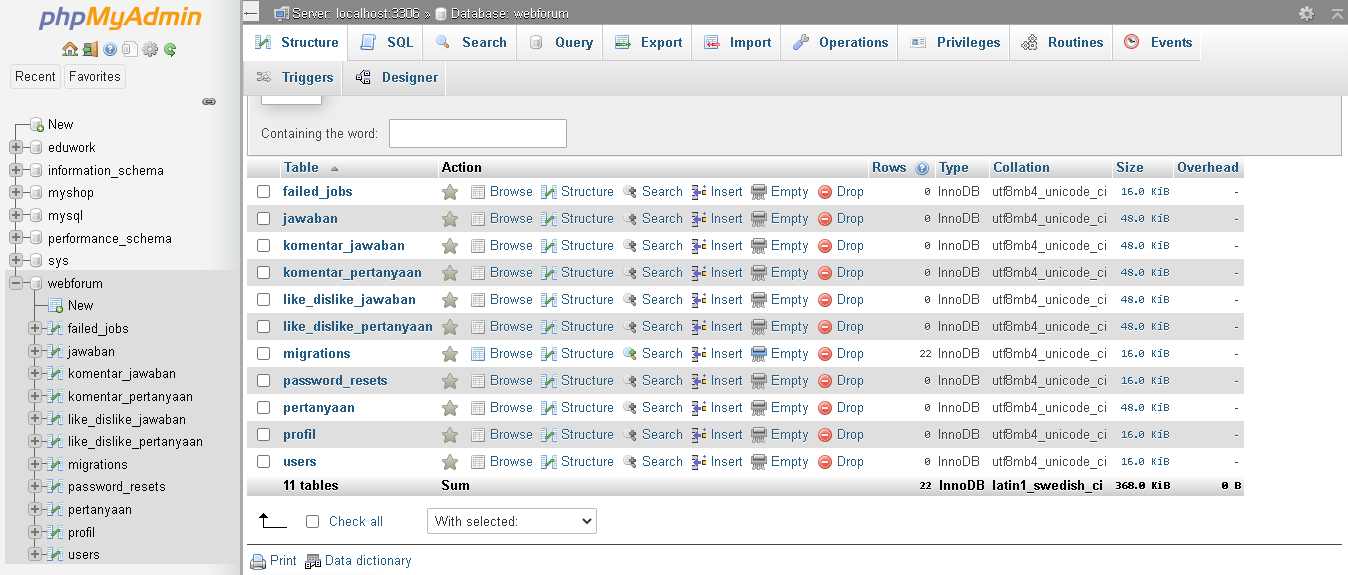 phpMyAdmin
Recent Favorites
New
eduwork
information_schema
myshop
mysql
performance_schema
sys
webforum
New
failed_jobs
jawaban
komentar_jawaban
komentar_pertanyaan
like_dislike_jawaban
like_dislike_pertanyaan
migrations
password_resets
pertanyaan
profil
users
Server: localhost:3306 » Database: webforum
Structure SQL Search Query Export Import Operations Privileges Routines Events
Triggers Designer
Containing the word:
Table Action Rows Type Collation Size Overhead
failed_jobs Browse Structure Search Insert Empty Drop 0 InnoDB utf8mb4_unicode_ci 16.0 KiB -
jawaban Browse Structure Search Insert Empty Drop 0 InnoDB utf8mb4_unicode_ci 48.0 KiB -
komentar_jawaban Browse Structure Search Insert Empty Drop 0 InnoDB utf8mb4_unicode_ci 48.0 KiB -
komentar_pertanyaan Browse Structure Search Insert Empty Drop 0 InnoDB utf8mb4_unicode_ci 48.0 KiB -
like_dislike_jawaban Browse Structure Search Insert Empty Drop 0 InnoDB utf8mb4_unicode_ci 48.0 KiB -
like_dislike_pertanyaan Browse Structure Search Insert Empty Drop 0 InnoDB utf8mb4_unicode_ci 48.0 KiB -
migrations Browse Structure Search Insert Empty Drop 22 InnoDB utf8mb4_unicode_ci 16.0 KiB -
password_resets Browse Structure Search Insert Empty Drop 0 InnoDB utf8mb4_unicode_ci 16.0 KiB -
pertanyaan Browse Structure Search Insert Empty Drop 0 InnoDB utf8mb4_unicode_ci 48.0 KiB -
profil Browse Structure Search Insert Empty Drop 0 InnoDB utf8mb4_unicode_ci 16.0 KiB -
users Browse Structure Search Insert Empty Drop 0 InnoDB utf8mb4_unicode_ci 16.0 KiB -
11 tables Sum 22 InnoDB latin1_swedish_ci 368.0 KiB 0 B
Check all With selected:
Print Data dictionary